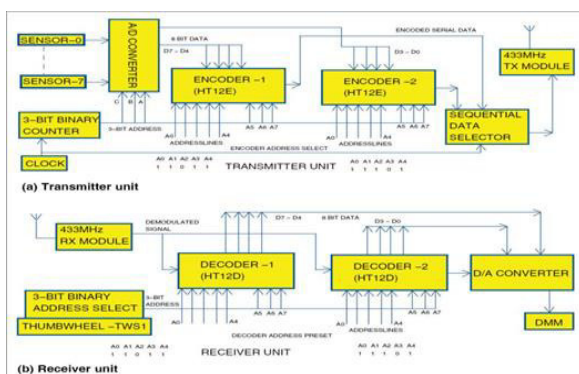 SENSOR-0
SENSOR-7
A/D CONVERTER
8-BIT DATA
D7 - D4
D3 - D0
ENCODED SERIAL DATA
433MHz
TX MODULE
ENCODER -1
(HT12E)
ENCODER -2
(HT12E)
SEQUENTIAL
DATA
SELECTOR
3-BIT BINARY
COUNTER
CLOCK
C B A
3-BIT ADDRESS
A0 A4
ADDRESSLINES
A5 A6 A7
A0 A4
ADDRESSLINES
A5 A6 A7
ENCODER ADDRESS SELECT
A0 A1 A2 A3 A4
1 1 0 1 1
TRANSMITTER UNIT
A0 A1 A2 A3 A4
1 1 1 0 1
(a) Transmitter unit
433MHz
RX MODULE
DEMODULATED
SIGNAL
D7 - D4
8-BIT DATA
D3 - D0
DECODER -1
(HT12D)
DECODER -2
(HT12D)
D/A CONVERTER
DMM
3-BIT BINARY
ADDRESS SELECT
THUMBWHEEL -TWS1
3-BIT
ADDRESS
A0 A4
A5 A6 A7
DECODER ADDRESS PRESET
A0 A4
ADDRESSLINES
A5 A6 A7
A0 A1 A2 A3 A4
1 1 0 1 1
RECEIVER UNIT
A0 A1 A2 A3 A4
1 1 1 0 1
(b) Receiver unit